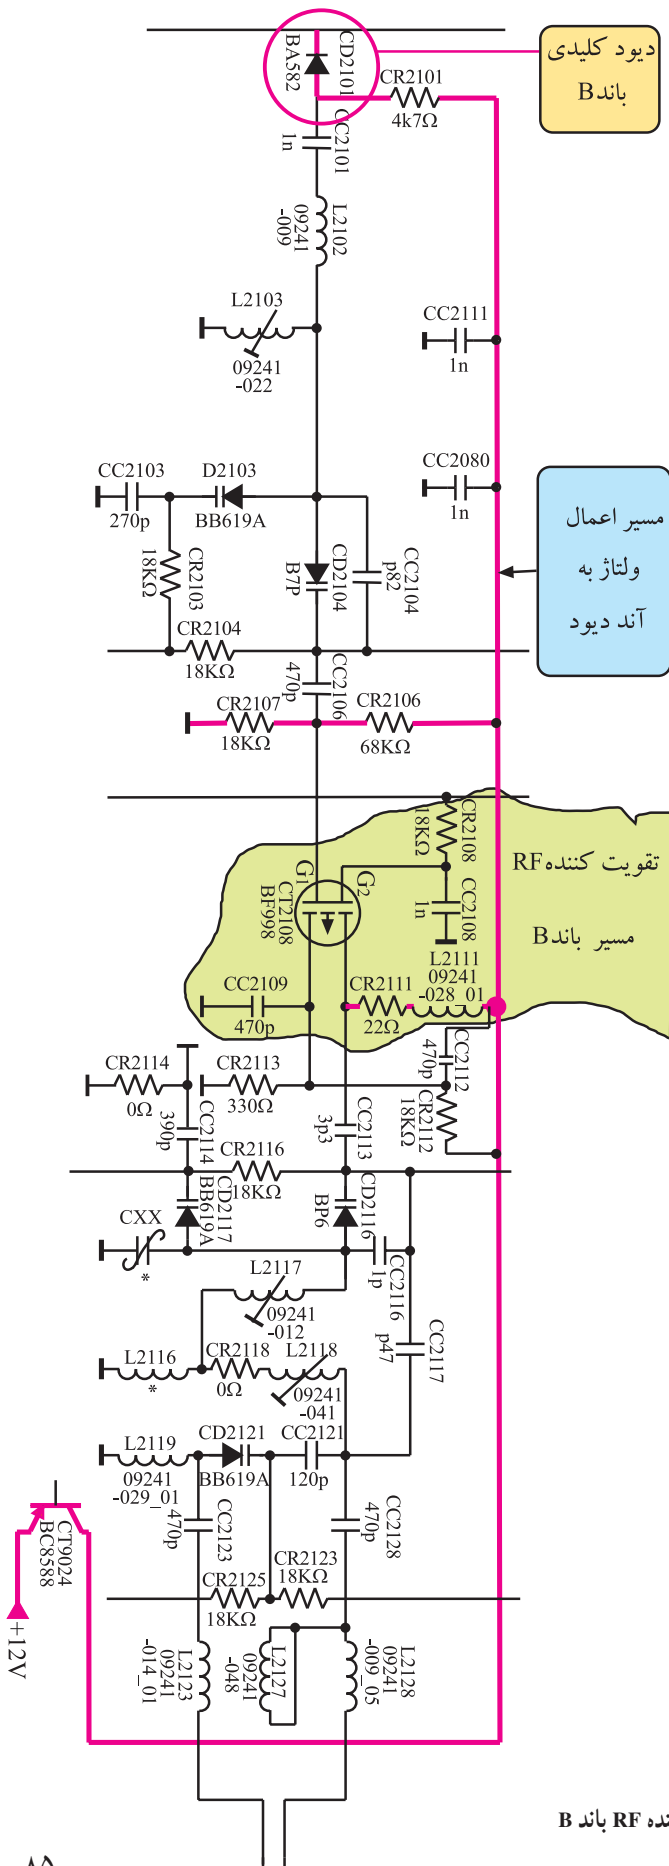 CD2101
BA582
دیود کلیدی
باندB
CR2101
4k7Ω
CC2101
1n
L2102
09241
-009
L2103
09241
-022
CC2111
1n
CC2103
270p
D2103
BB619A
CC2080
1n
مسیر اعمال
ولتاژ به
آند دیود
CR2103
18KΩ
CD2104
B7P
CC2104
p82
CR2104
18KΩ
CC2106
470p
CR2107
18KΩ
CR2106
68KΩ
CR2108
18KΩ
تقویت کنندهRF
مسیر باندB
G1
G2
CT2108
BF998
CC2108
1n
L2111
09241
-028_01
CC2109
470p
CR2111
22Ω
CC2112
470p
CR2114
0Ω
CR2113
330Ω
CR2112
18KΩ
CC2114
390p
CC2113
3p3
CR2116
18KΩ
CD2117
BB619A
CD2116
BP6
CXX
*
CC2116
1p
L2117
09241
-012
CC2117
p47
L2116
*
CR2118
0Ω
L2118
09241
-041
L2119
09241
-029_01
CD2121
BB619A
CC2121
120p
CT9024
BC8588
CC2123
470p
CC2128
470p
CR2123
18KΩ
CR2125
18KΩ
+12V
L2123
09241
-014_01
L2127
09241
-048
L2128
09241
-009_05
نده RF باند B